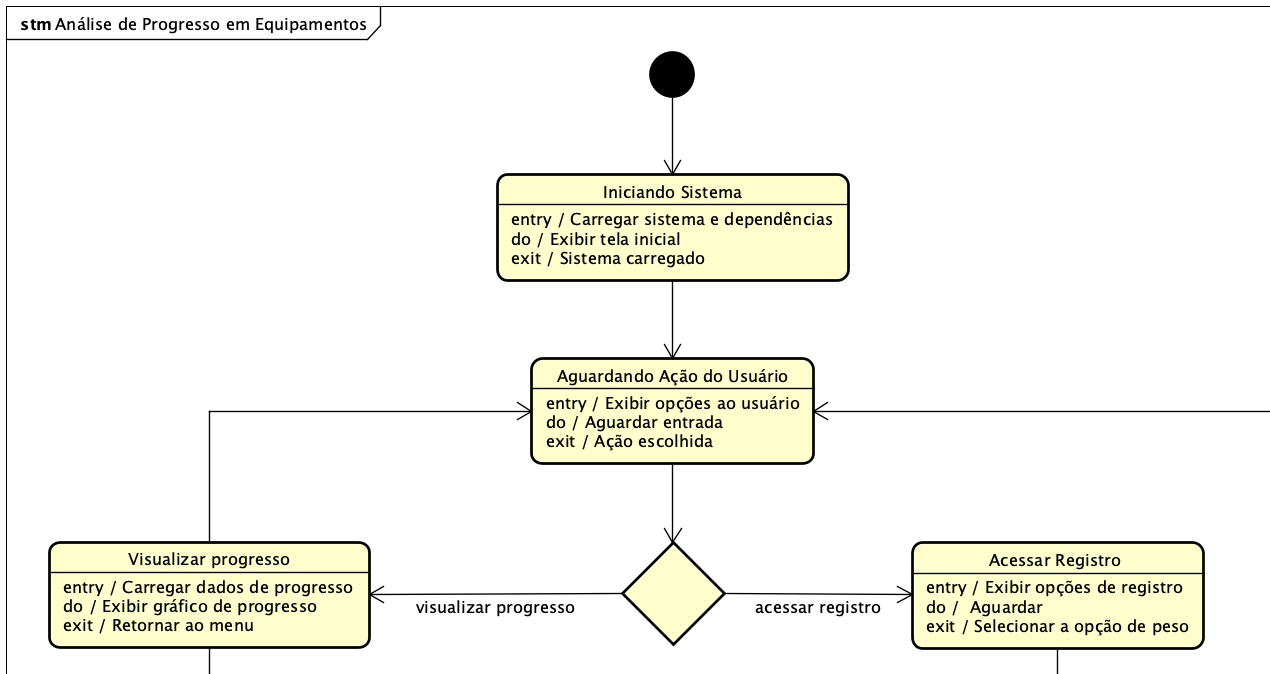 stm Análise de Progresso em Equipamentos
Iniciando Sistema
entry / Carregar sistema e dependências
do / Exibir tela inicial
exit / Sistema carregado
Aguardando Ação do Usuário
entry / Exibir opções ao usuário
do / Aguardar entrada
exit / Ação escolhida
Visualizar progresso
entry / Carregar dados de progresso
do / Exibir gráfico de progresso
exit / Retornar ao menu
visualizar progresso
acessar registro
Acessar Registro
entry / Exibir opções de registro
do /  Aguardar
exit / Selecionar a opção de peso